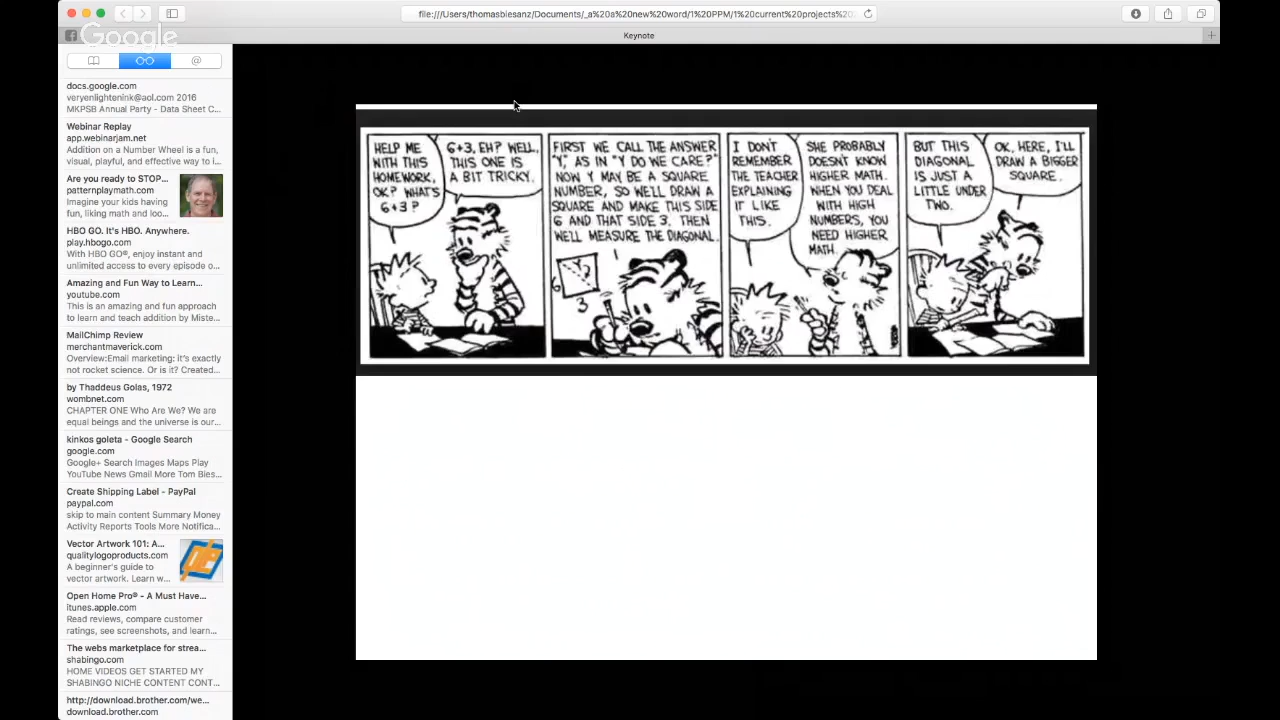 file:///Users/thomasbiesanz/Documents/_a%20a%20new%20word/1%20PPM/1%20current%20projects%20...
Google
Keynote
docs.google.com
veryenlightenink@aol.com 2016
MKPSB Annual Party - Data Sheet C...
Webinar Replay
app.webinarjam.net
Addition on a Number Wheel is a fun,
visual, playful, and effective way to i...
Are you ready to STOP...
patternplaymath.com
Imagine your kids having
fun, liking math and loo...
HBO GO. It's HBO. Anywhere.
play.hbogo.com
With HBO GO®, enjoy instant and
unlimited access to every episode o...
Amazing and Fun Way to Learn...
youtube.com
This is an amazing and fun approach
to learn and teach addition by Miste...
MailChimp Review
merchantmaverick.com
Overview:Email marketing: it's exactly
not rocket science. Or is it? Created...
by Thaddeus Golas, 1972
wombnet.com
CHAPTER ONE Who Are We? We are
equal beings and the universe is our...
kinkos goleta - Google Search
google.com
Google+ Search Images Maps Play
YouTube News Gmail More Tom Bies...
Create Shipping Label - PayPal
paypal.com
skip to main content Summary Money
Activity Reports Tools More Notifica...
Vector Artwork 101: A...
qualitylogoproducts.com
A beginner's guide to
vector artwork. Learn w...
Open Home Pro® - A Must Have...
itunes.apple.com
Read reviews, compare customer
ratings, see screenshots, and learn...
The webs marketplace for strea...
shabingo.com
HOME VIDEOS GET STARTED MY
SHABINGO NICHE CONTENT CONT...
http://download.brother.com/we...
download.brother.com
HELP ME
WITH THIS
HOMEWORK,
OK? WHAT'S
6+3?
6+3, EH? WELL,
THIS ONE IS
A BIT TRICKY.
FIRST WE CALL THE ANSWER
"Y," AS IN "Y DO WE CARE?"
NOW Y MAY BE A SQUARE
NUMBER, SO WE'LL DRAW A
SQUARE AND MAKE THIS SIDE
6 AND THAT SIDE 3. THEN
WE'LL MEASURE THE DIAGONAL.
6
3
I DON'T
REMEMBER
THE TEACHER
EXPLAINING
IT LIKE
THIS.
SHE PROBABLY
DOESN'T KNOW
HIGHER MATH.
WHEN YOU DEAL
WITH HIGH
NUMBERS, YOU
NEED HIGHER
MATH.
BUT THIS
DIAGONAL
IS JUST A
LITTLE UNDER
TWO.
OK, HERE, I'LL
DRAW A BIGGER
SQUARE.